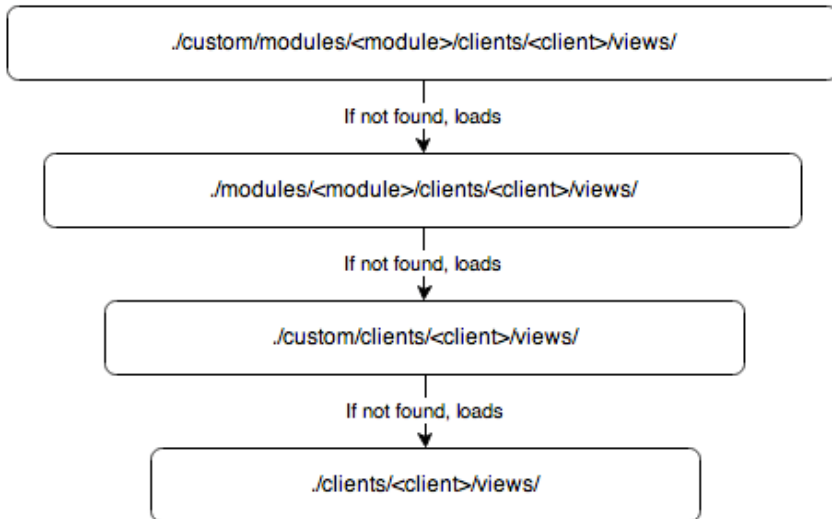 ./custom/modules/<module>/clients/<client>/views/
If not found, loads
./modules/<module>/clients/<client>/views/
If not found, loads
./custom/clients/<client>/views/
If not found, loads
./clients/<client>/views/